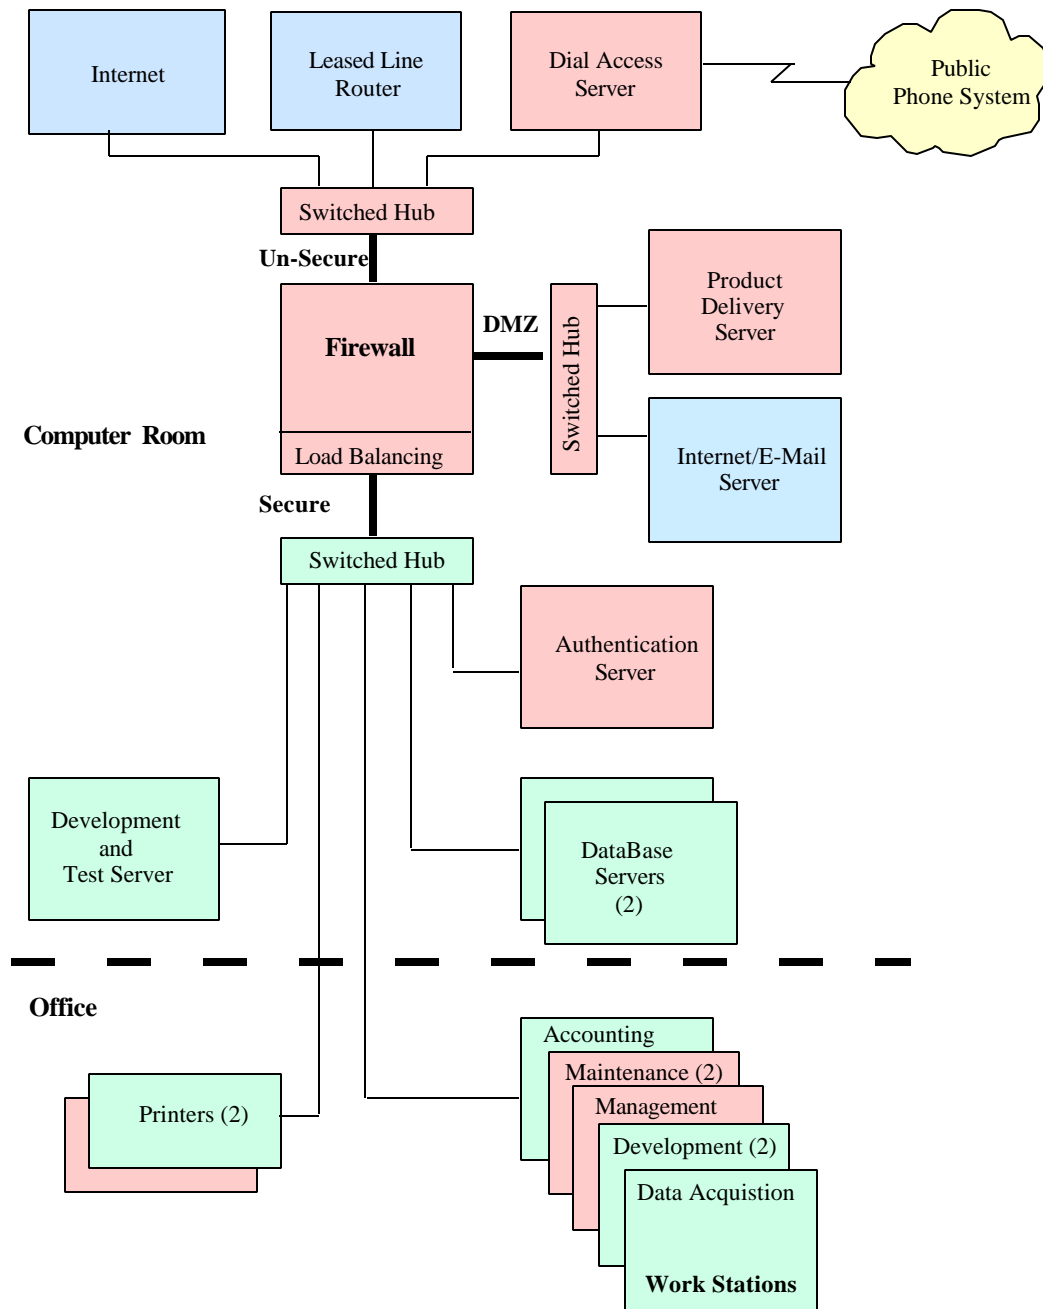 Internet
Leased Line
Router
Dial Access
Server
Public
Phone System
Switched Hub
Un-Secure
Firewall
DMZ
Switched Hub
Product
Delivery
Server
Computer Room
Load Balancing
Internet/E-Mail
Server
Secure
Switched Hub
Authentication
Server
Development
and
Test Server
DataBase
Servers
(2)
Office
Accounting
Maintenance (2)
Management
Development (2)
Data Acquistion
Work Stations
Printers (2)